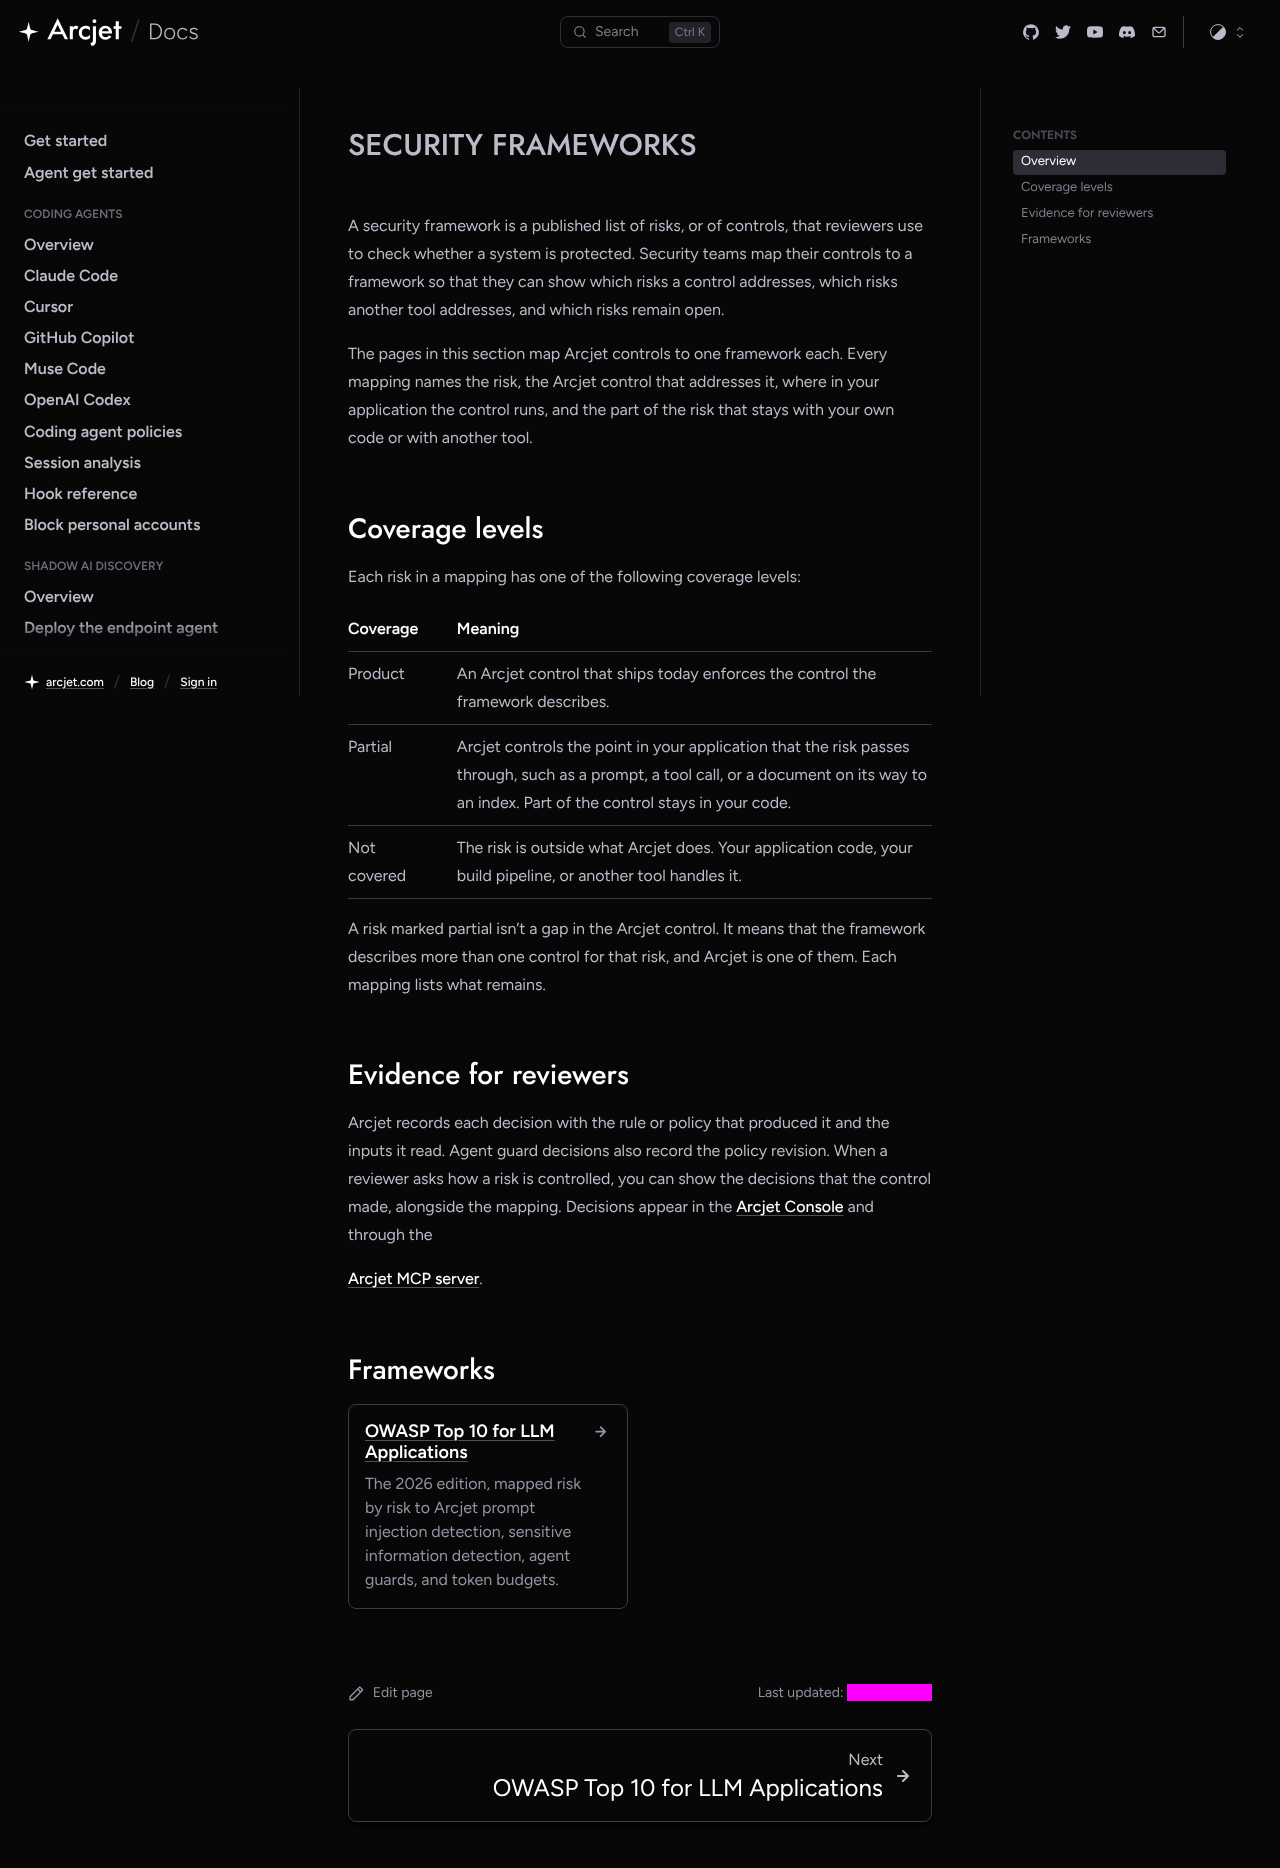 Arcjet / Docs
Search
Ctrl K
Get started
Agent get started
CODING AGENTS
Overview
Claude Code
Cursor
GitHub Copilot
Muse Code
OpenAI Codex
Coding agent policies
Session analysis
Hook reference
Block personal accounts
SHADOW AI DISCOVERY
Overview
Deploy the endpoint agent
arcjet.com / Blog / Sign in
SECURITY FRAMEWORKS
A security framework is a published list of risks, or of controls, that reviewers use
to check whether a system is protected. Security teams map their controls to a
framework so that they can show which risks a control addresses, which risks
another tool addresses, and which risks remain open.
The pages in this section map Arcjet controls to one framework each. Every
mapping names the risk, the Arcjet control that addresses it, where in your
application the control runs, and the part of the risk that stays with your own
code or with another tool.
Coverage levels
Each risk in a mapping has one of the following coverage levels:
Coverage Meaning
Product An Arcjet control that ships today enforces the control the
framework describes.
Partial Arcjet controls the point in your application that the risk passes
through, such as a prompt, a tool call, or a document on its way to
an index. Part of the control stays in your code.
Not The risk is outside what Arcjet does. Your application code, your
covered build pipeline, or another tool handles it.
A risk marked partial isn’t a gap in the Arcjet control. It means that the framework
describes more than one control for that risk, and Arcjet is one of them. Each
mapping lists what remains.
Evidence for reviewers
Arcjet records each decision with the rule or policy that produced it and the
inputs it read. Agent guard decisions also record the policy revision. When a
reviewer asks how a risk is controlled, you can show the decisions that the control
made, alongside the mapping. Decisions appear in the Arcjet Console and
through the
Arcjet MCP server.
Frameworks
OWASP Top 10 for LLM
Applications
The 2026 edition, mapped risk
by risk to Arcjet prompt
injection detection, sensitive
information detection, agent
guards, and token budgets.
Edit page
Last updated:
Next
OWASP Top 10 for LLM Applications
CONTENTS
Overview
Coverage levels
Evidence for reviewers
Frameworks